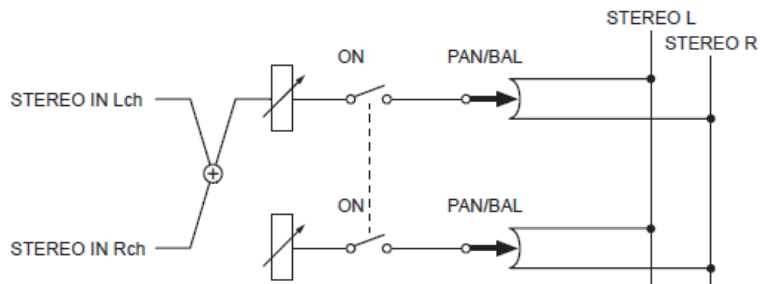 STEREO L
STEREO R
ON
PAN/BAL
STEREO IN Lch
ON
PAN/BAL
STEREO IN Rch